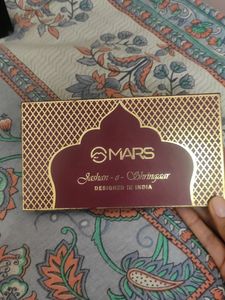 MARS
Jashan - e - Shringaar
DESIGNED IN INDIA